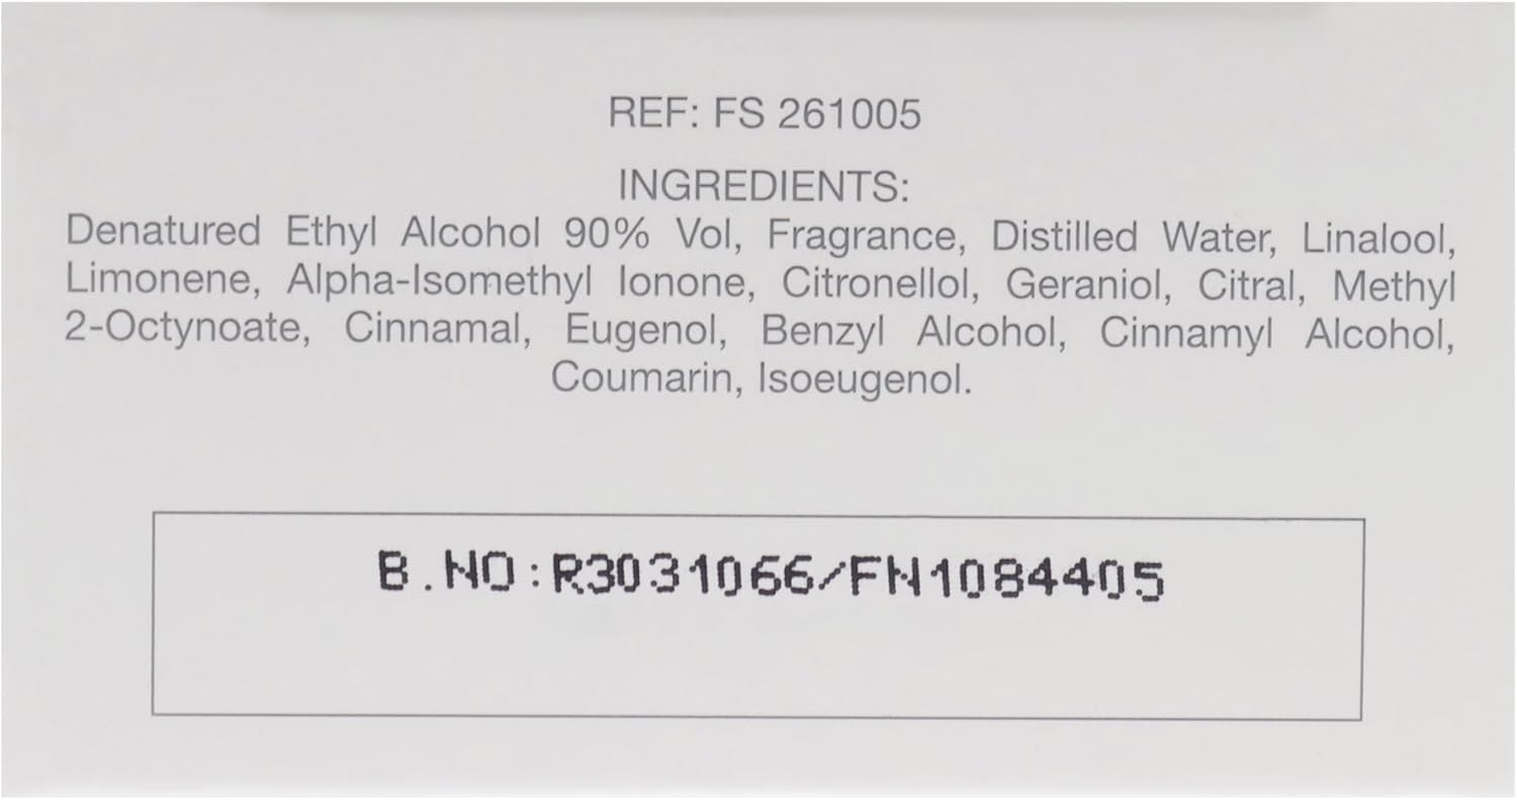 REF: FS 261005
INGREDIENTS:
Denatured Ethyl Alcohol 90% Vol, Fragrance, Distilled Water, Linalool,
Limonene, Alpha-Isomethyl Ionone, Citronellol, Geraniol, Citral, Methyl
2-Octynoate, Cinnamal, Eugenol, Benzyl Alcohol, Cinnamyl Alcohol,
Coumarin, Isoeugenol.
B.NO:R3031066/FN1084405